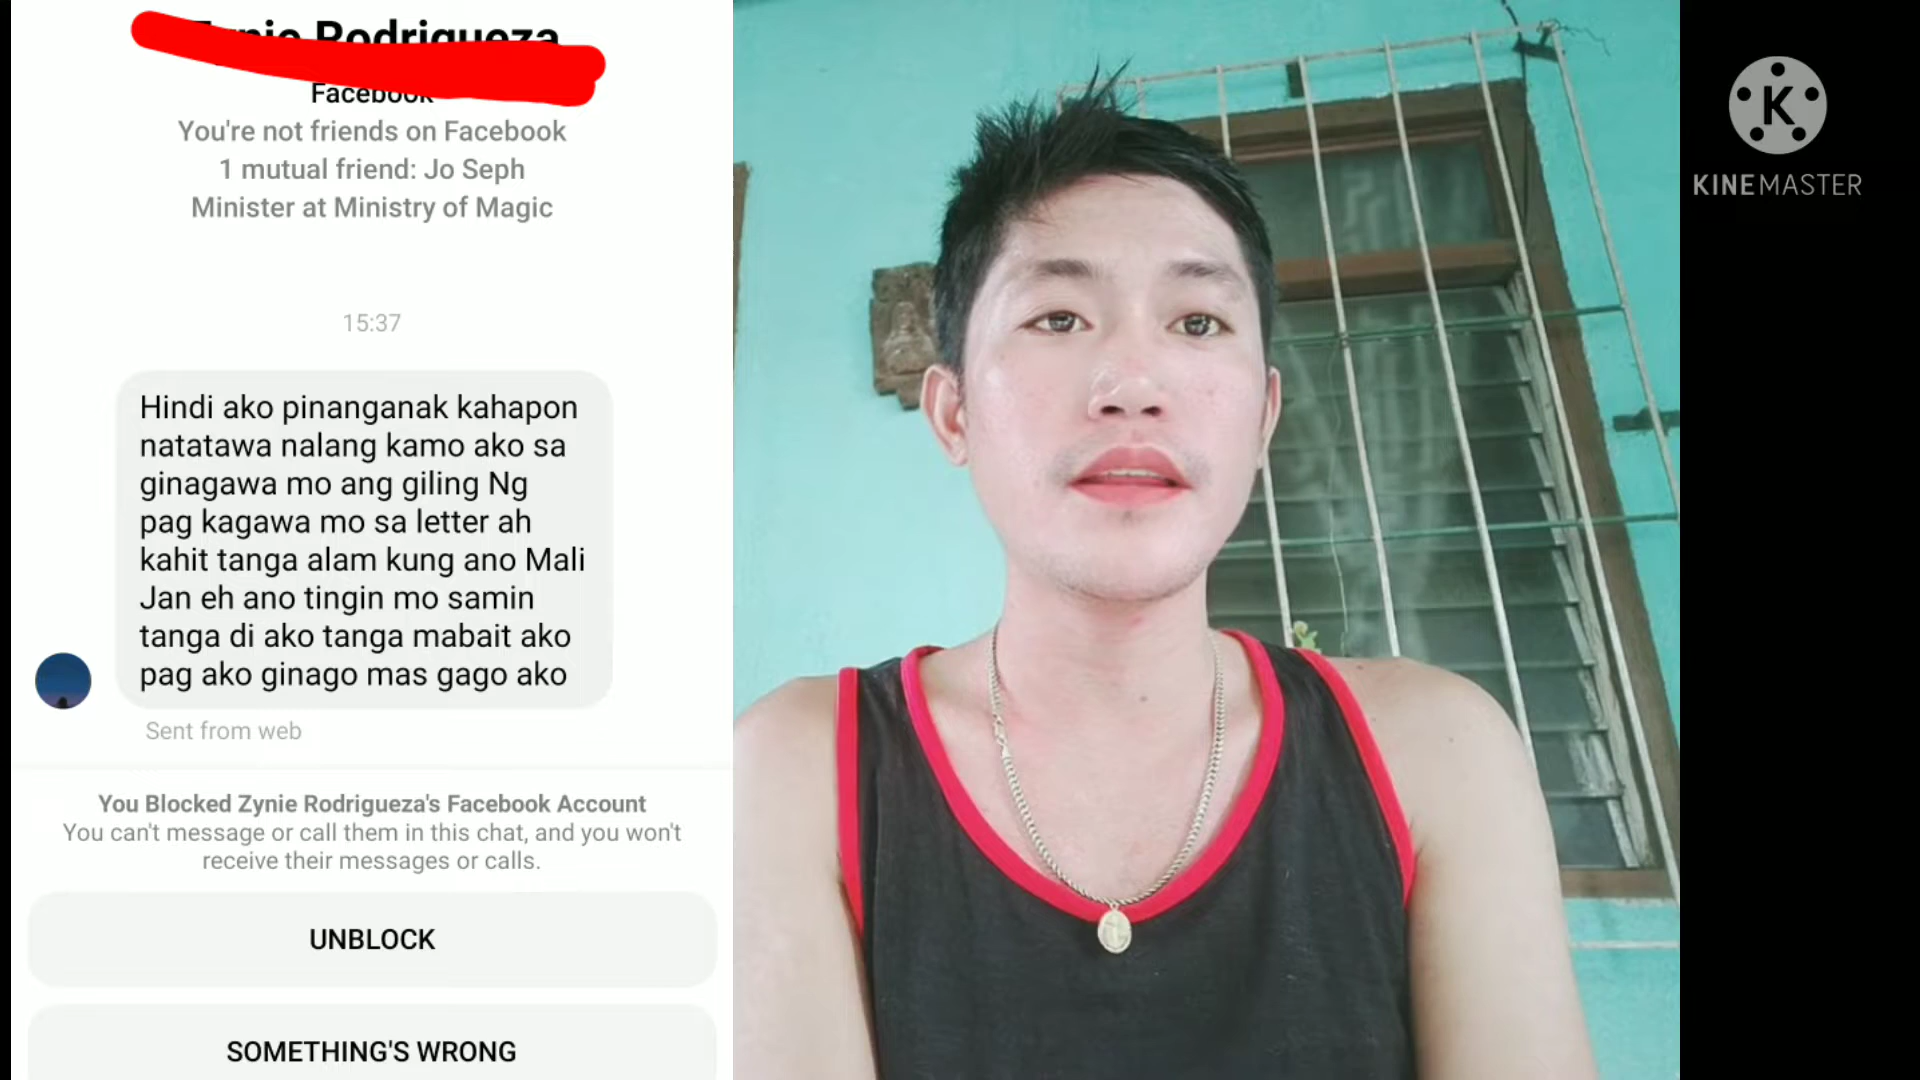 Zynie Rodrigueza
Facebook
You're not friends on Facebook
1 mutual friend: Jo Seph
Minister at Ministry of Magic
15:37
Hindi ako pinanganak kahapon
natatawa nalang kamo ako sa
ginagawa mo ang giling Ng
pag kagawa mo sa letter ah
kahit tanga alam kung ano Mali
Jan eh ano tingin mo samin
tanga di ako tanga mabait ako
pag ako ginago mas gago ako
Sent from web
You Blocked Zynie Rodrigueza's Facebook Account
You can't message or call them in this chat, and you won't
receive their messages or calls.
UNBLOCK
SOMETHING'S WRONG
K
KINEMASTER